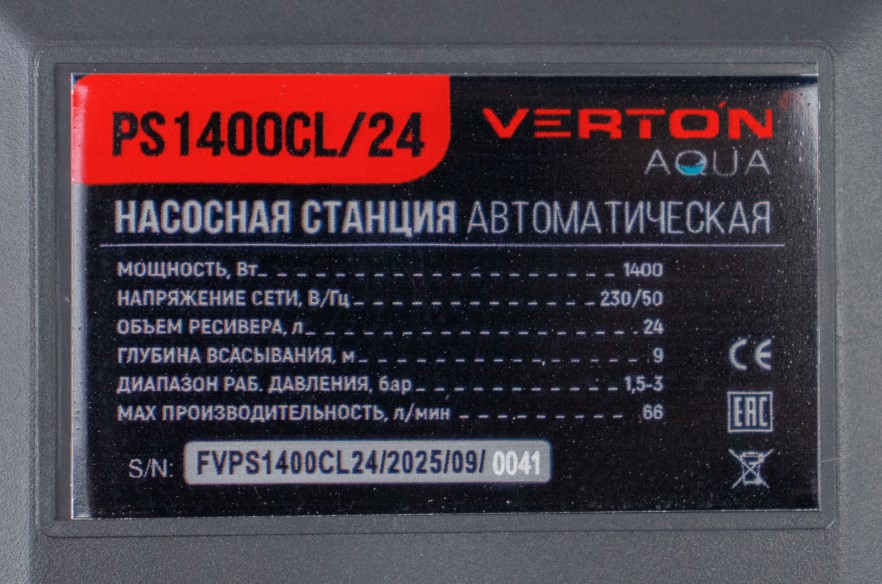 PS1400CL/24
VERTON
AQUA
НАСОСНАЯ СТАНЦИЯ АВТОМАТИЧЕСКАЯ
МОЩНОСТЬ, Вт 1400
НАПРЯЖЕНИЕ СЕТИ, В/Гц 230/50
ОБЪЕМ РЕСИВЕРА, л. 24
ГЛУБИНА ВСАСЫВАНИЯ, м 9
ДИАПАЗОН РАБ. ДАВЛЕНИЯ, бар 1,5-3
MAX ПРОИЗВОДИТЕЛЬНОСТЬ, л/мин 66
CE
EAC
S/N: FVPS1400CL24/2025/09/ 0041